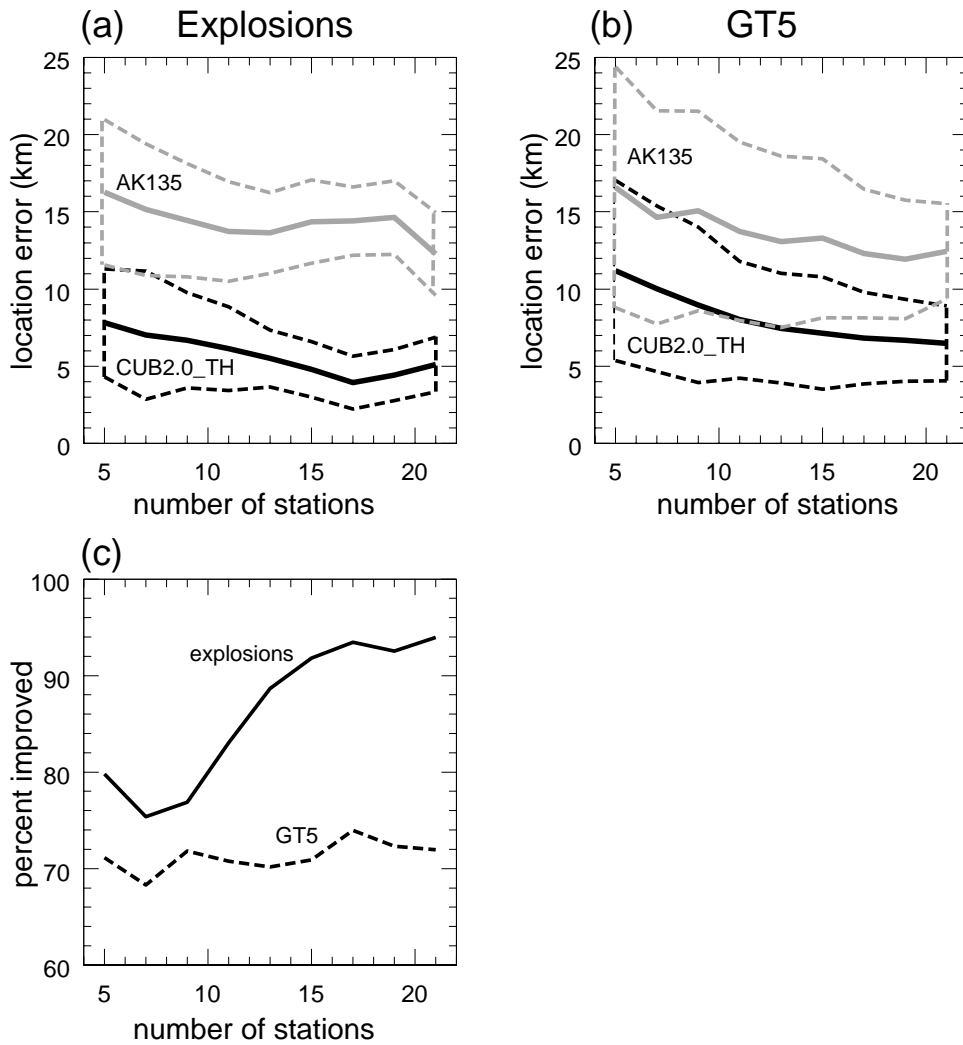 (a) Explosions
25
20
15
10
5
0
location error (km)
AK135
CUB2.0_TH
5 10 15 20
number of stations
(b) GT5
25
20
15
10
5
0
location error (km)
AK135
CUB2.0_TH
5 10 15 20
number of stations
(c)
100
90
80
70
60
percent improved
explosions
GT5
5 10 15 20
number of stations